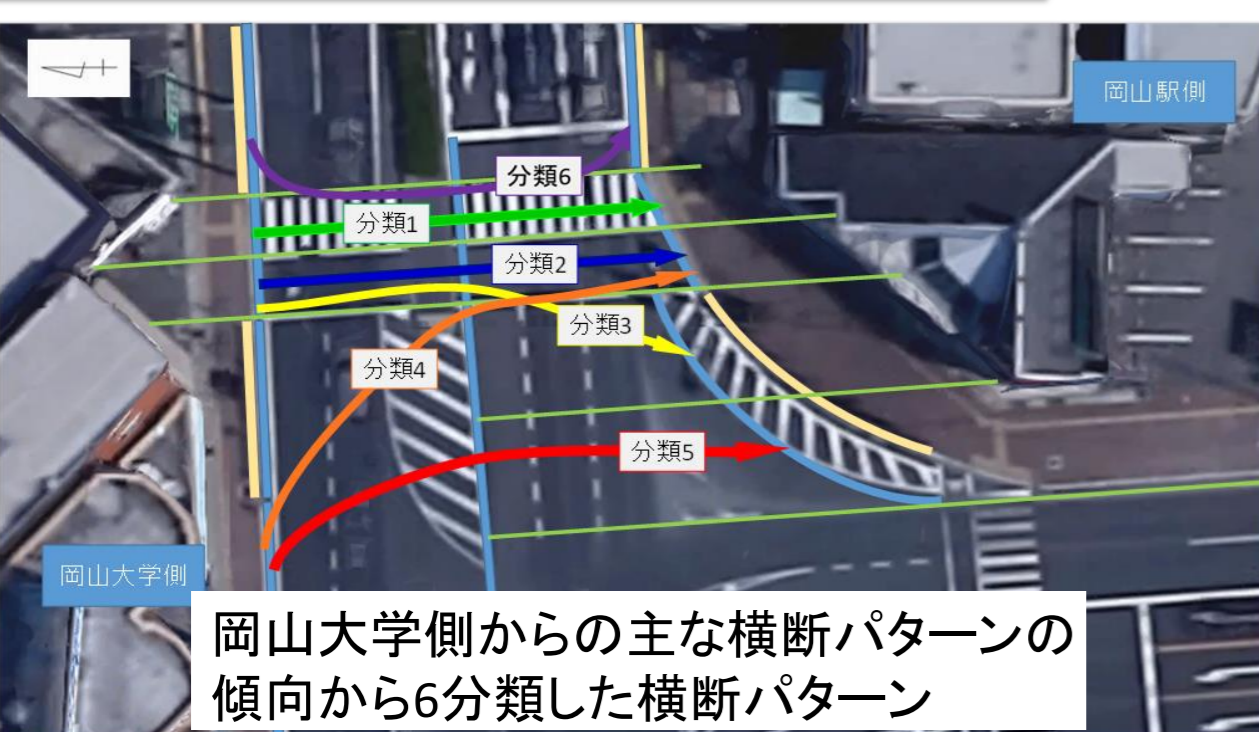 岡山駅側
分類6
分類1
分類2
分類3
分類4
分類5
岡山大学側
岡山大学側からの主な横断パターンの
傾向から6分類した横断パターン